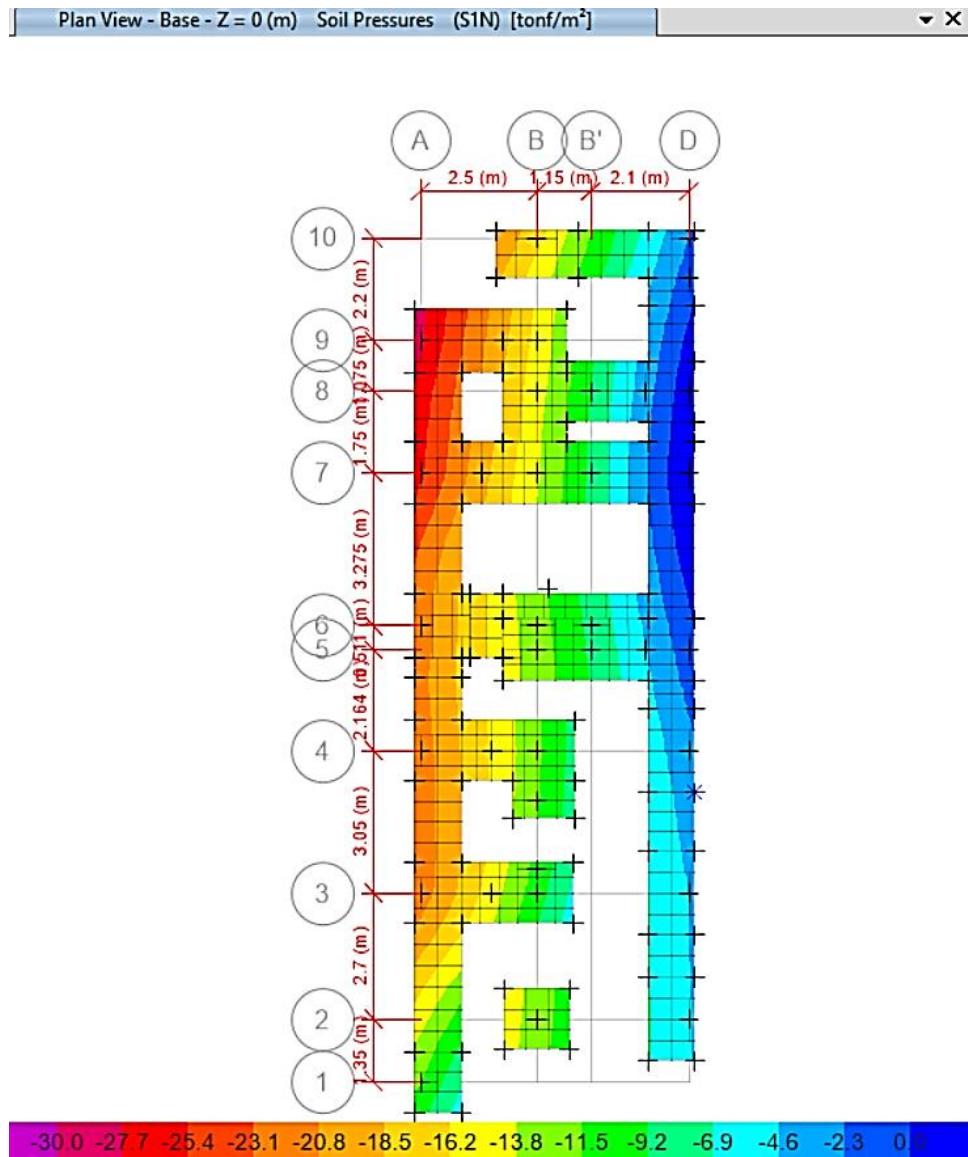 Plan View - Base - Z = 0 (m) Soil Pressures (S1N) [tonf/m²]
A B B' D
2.5 (m) 1.15 (m) 2.1 (m)
10
2.2 (m)
9
1.075 (m)
8
1.75 (m)
7
3.275 (m)
6
0.511 (m)
5
2.164 (m)
4
3.05 (m)
3
2.7 (m)
2
1.35 (m)
1
-30.0 -27.7 -25.4 -23.1 -20.8 -18.5 -16.2 -13.8 -11.5 -9.2 -6.9 -4.6 -2.3